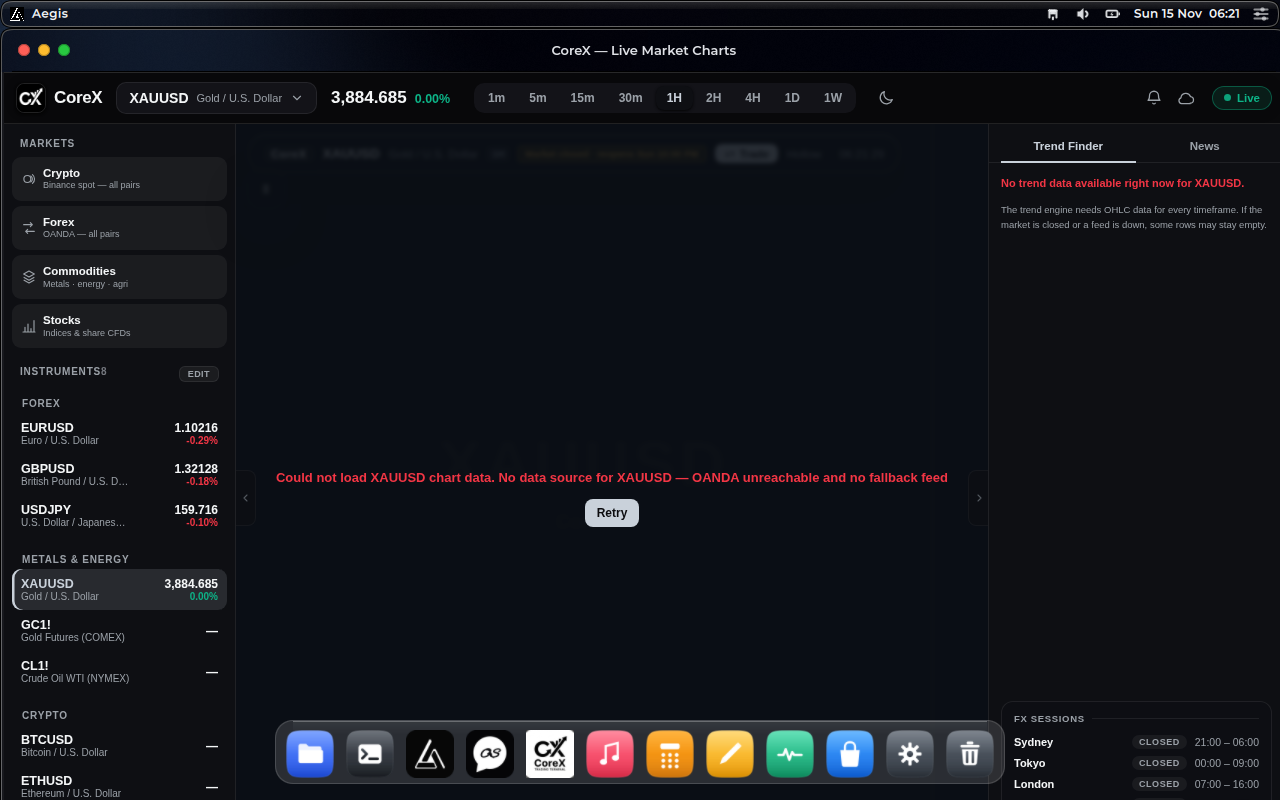 Aegis
Sun 15 Nov 06:21
CoreX — Live Market Charts
CX CoreX
XAUUSD Gold / U.S. Dollar
3,884.685 0.00%
1m 5m 15m 30m 1H 2H 4H 1D 1W
Live
MARKETS
Crypto
Binance spot — all pairs
Forex
OANDA — all pairs
Commodities
Metals · energy · agri
Stocks
Indices & share CFDs
INSTRUMENTS8 EDIT
FOREX
EURUSD 1.10216
Euro / U.S. Dollar -0.29%
GBPUSD 1.32128
British Pound / U.S. D… -0.18%
USDJPY 159.716
U.S. Dollar / Japanes… -0.10%
METALS & ENERGY
XAUUSD 3,884.685
Gold / U.S. Dollar 0.00%
GC1! —
Gold Futures (COMEX)
CL1! —
Crude Oil WTI (NYMEX)
CRYPTO
BTCUSD —
Bitcoin / U.S. Dollar
ETHUSD —
Ethereum / U.S. Dollar
Could not load XAUUSD chart data. No data source for XAUUSD — OANDA unreachable and no fallback feed
Retry
Trend Finder News
No trend data available right now for XAUUSD.
The trend engine needs OHLC data for every timeframe. If the
market is closed or a feed is down, some rows may stay empty.
FX SESSIONS
Sydney CLOSED 21:00 – 06:00
Tokyo CLOSED 00:00 – 09:00
London CLOSED 07:00 – 16:00
as
CX
CoreX